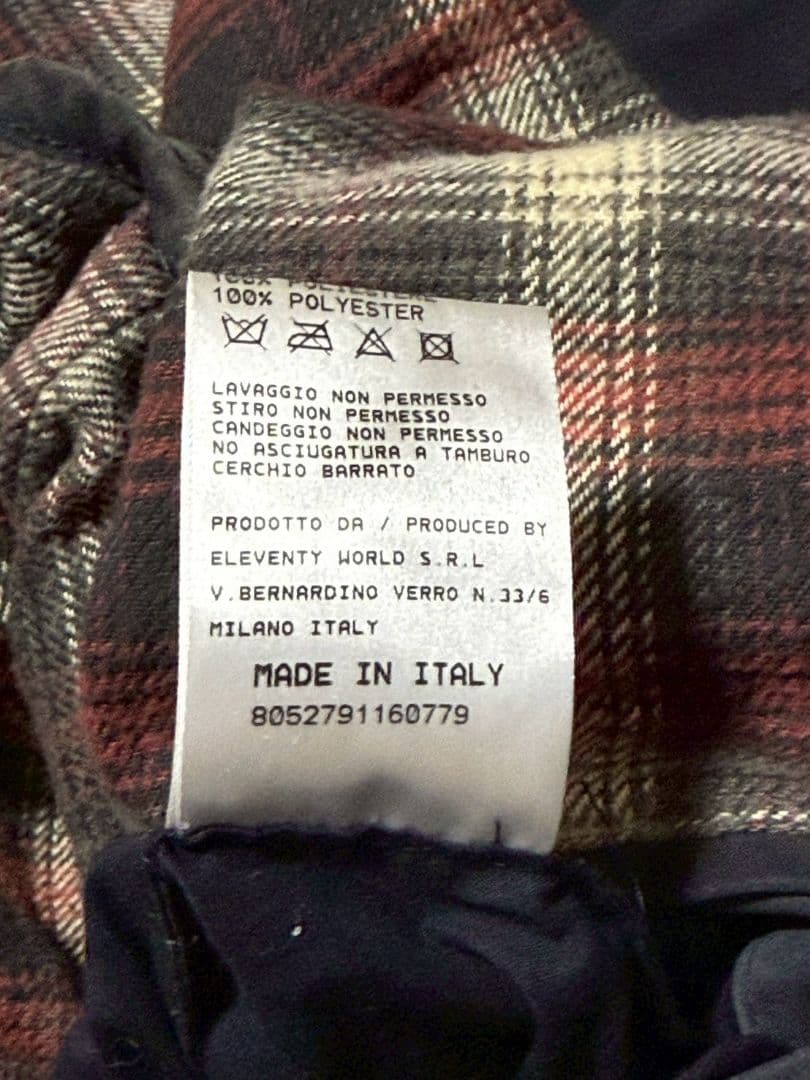 100% POLYESTER
LAVAGGIO NON PERMESSO
STIRO NON PERMESSO
CANDEGGIO NON PERMESSO
NO ASCIUGATURA A TAMBURO
CERCHIO BARRATO
PRODOTTO DA / PRODUCED BY
ELEVENTY WORLD S.R.L
V.BERNARDINO VERRO N.33/6
MILANO ITALY
MADE IN ITALY
8052791160779